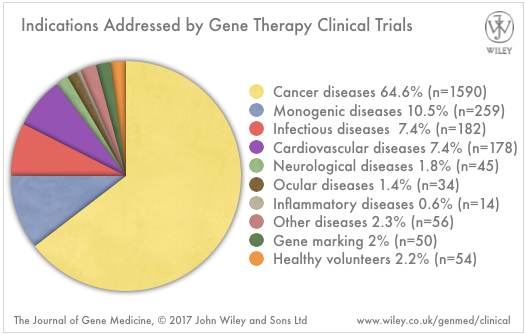 Indications Addressed by Gene Therapy Clinical Trials
WILEY
Cancer diseases 64.6% (n=1590)
Monogenic diseases 10.5% (n=259)
Infectious diseases 7.4% (n=182)
Cardiovascular diseases 7.4% (n=178)
Neurological diseases 1.8% (n=45)
Ocular diseases 1.4% (n=34)
Inflammatory diseases 0.6% (n=14)
Other diseases 2.3% (n=56)
Gene marking 2% (n=50)
Healthy volunteers 2.2% (n=54)
The Journal of Gene Medicine, © 2017 John Wiley and Sons Ltd
www.wiley.co.uk/genmed/clinical